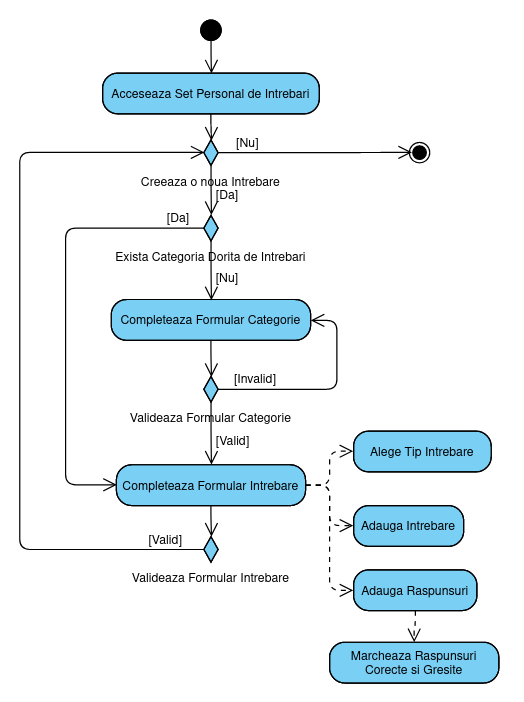 Acceseaza Set Personal de Intrebari
[Nu]
Creeaza o noua Intrebare
[Da]
[Da]
Exista Categoria Dorita de Intrebari
[Nu]
Completeaza Formular Categorie
[Invalid]
Valideaza Formular Categorie
[Valid]
Alege Tip Intrebare
Completeaza Formular Intrebare
Adauga Intrebare
[Valid]
Valideaza Formular Intrebare
Adauga Raspunsuri
Marcheaza Raspunsuri
Corecte si Gresite